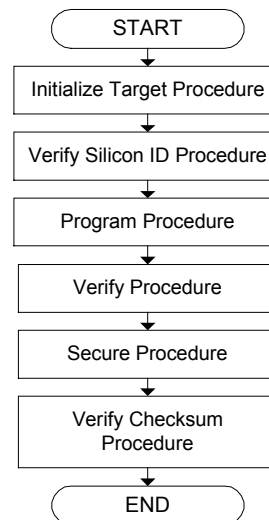 START
Initialize Target Procedure
Verify Silicon ID Procedure
Program Procedure
Verify Procedure
Secure Procedure
Verify Checksum
Procedure
END